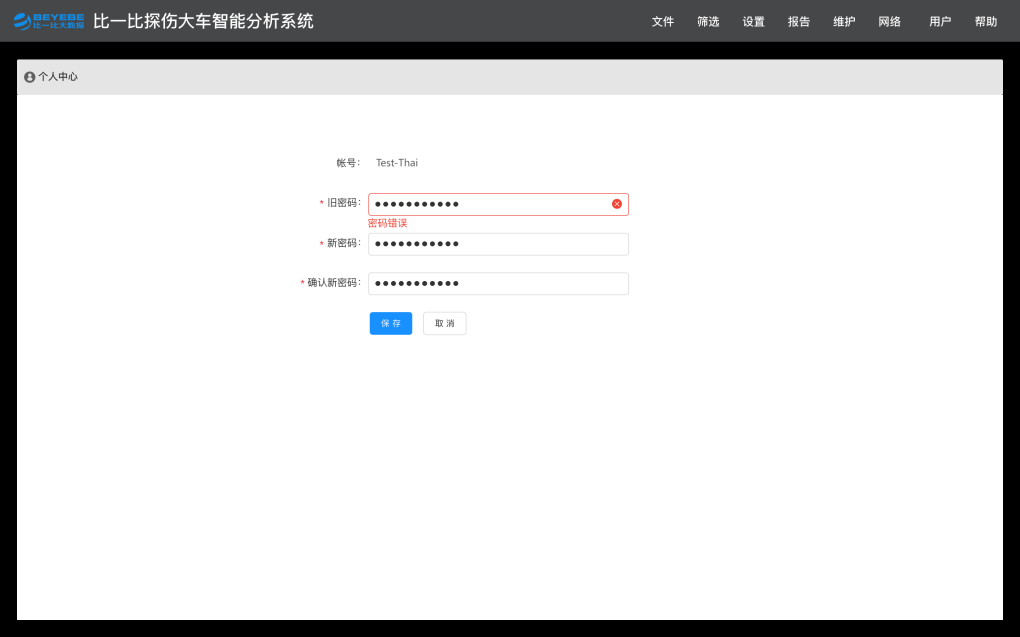 BEYEBE
比一比大数据
比一比探伤大车智能分析系统
文件 筛选 设置 报告 维护 网络 用户 帮助
个人中心
帐号: Test-Thai
* 旧密码: ●●●●●●●●●●●
密码错误
* 新密码: ●●●●●●●●●●●
* 确认新密码: ●●●●●●●●●●●
保 存 取 消